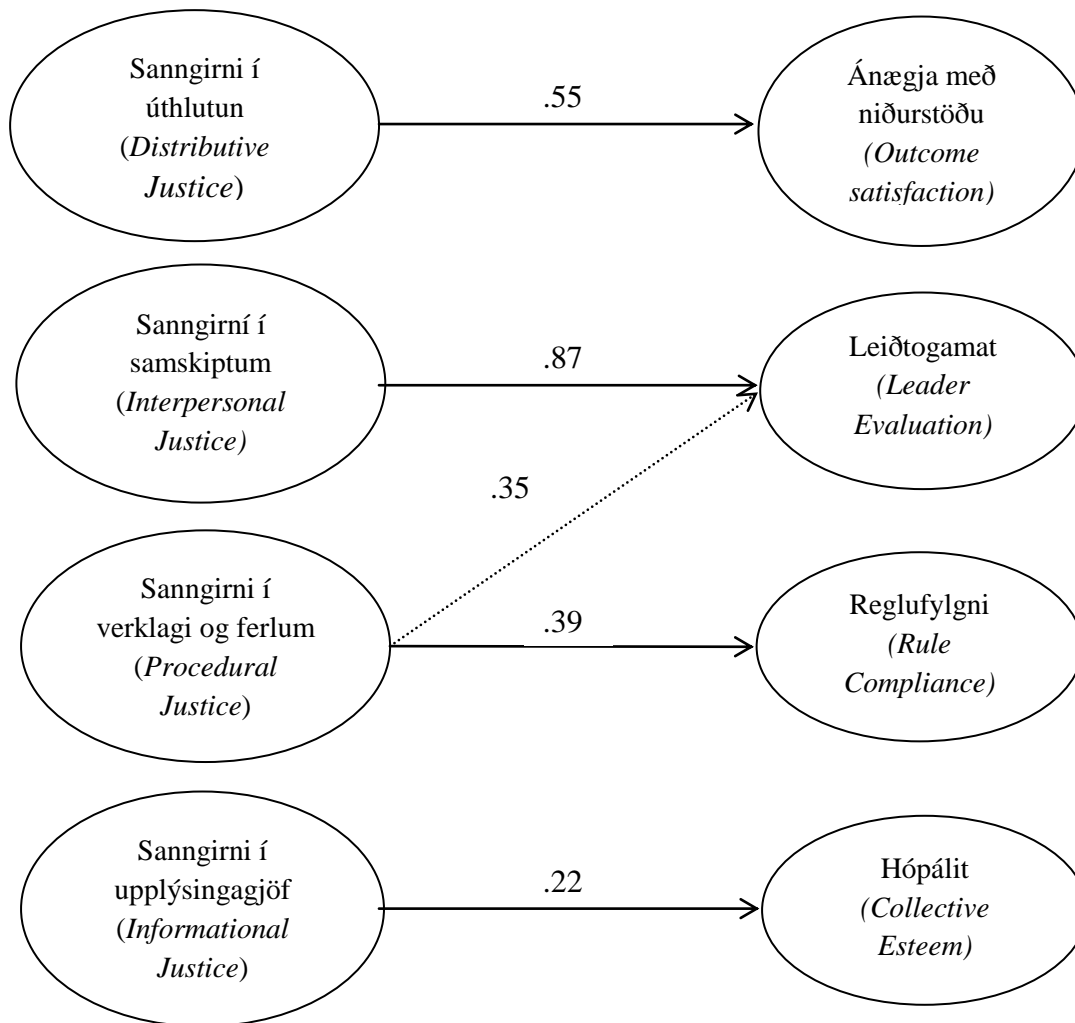 Sanngirni í
úthlutun
(Distributive
Justice)
.55
Ánægja með
niðurstöðu
(Outcome
satisfaction)
Sanngirní í
samskiptum
(Interpersonal
Justice)
.87
Leiðtogamat
(Leader
Evaluation)
.35
Sanngirni í
verklagi og ferlum
(Procedural
Justice)
.39
Reglufylgni
(Rule
Compliance)
Sanngirni í
upplýsingagjöf
(Informational
Justice)
.22
Hópálit
(Collective
Esteem)